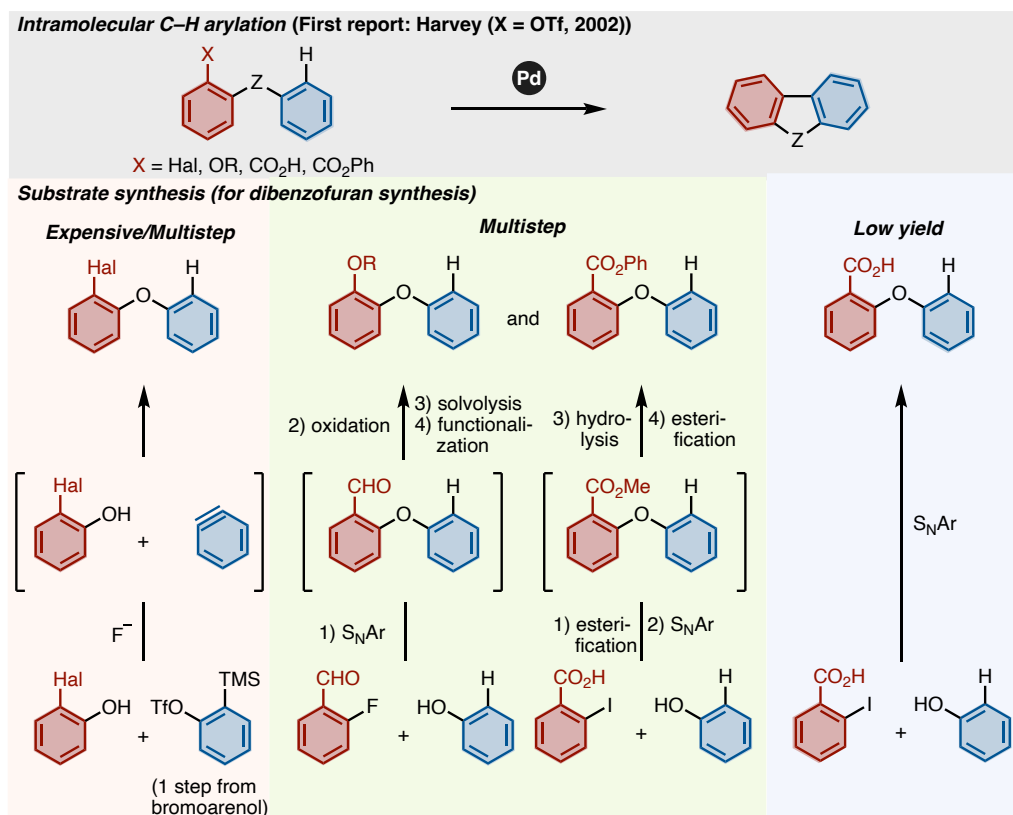 Intramolecular C–H arylation (First report: Harvey (X = OTf, 2002))
X
H
Z
Pd
Z
X = Hal, OR, CO2H, CO2Ph
Substrate synthesis (for dibenzofuran synthesis)
Expensive/Multistep
Multistep
Low yield
Hal
H
O
OR
H
O
and
CO2Ph
H
O
CO2H
H
O
2) oxidation
3) solvolysis
4) functionali-
zation
3) hydro-
lysis
4) esteri-
fication
Hal
OH
+
CHO
H
O
CO2Me
H
O
SNAr
F–
1) SNAr
1) esteri-
fication
2) SNAr
Hal
OH
+
TMS
TfO
(1 step from
bromoarenol)
CHO
F
+
H
HO
CO2H
I
+
H
HO
CO2H
I
+
H
HO